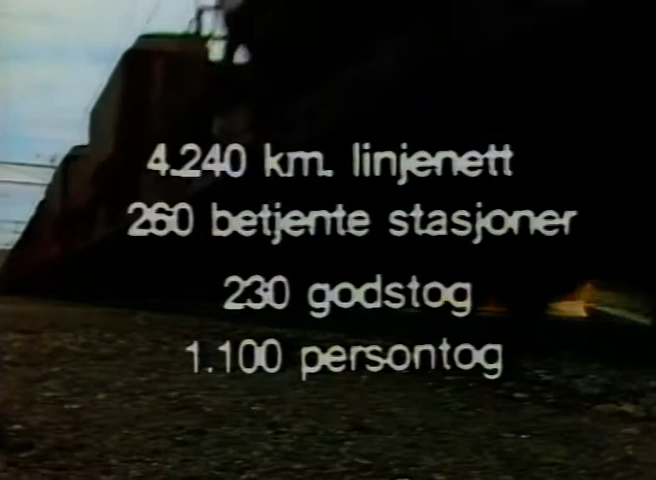 4.240 km. linjenett
260 betjente stasjoner
230 godstog
1.100 persontog